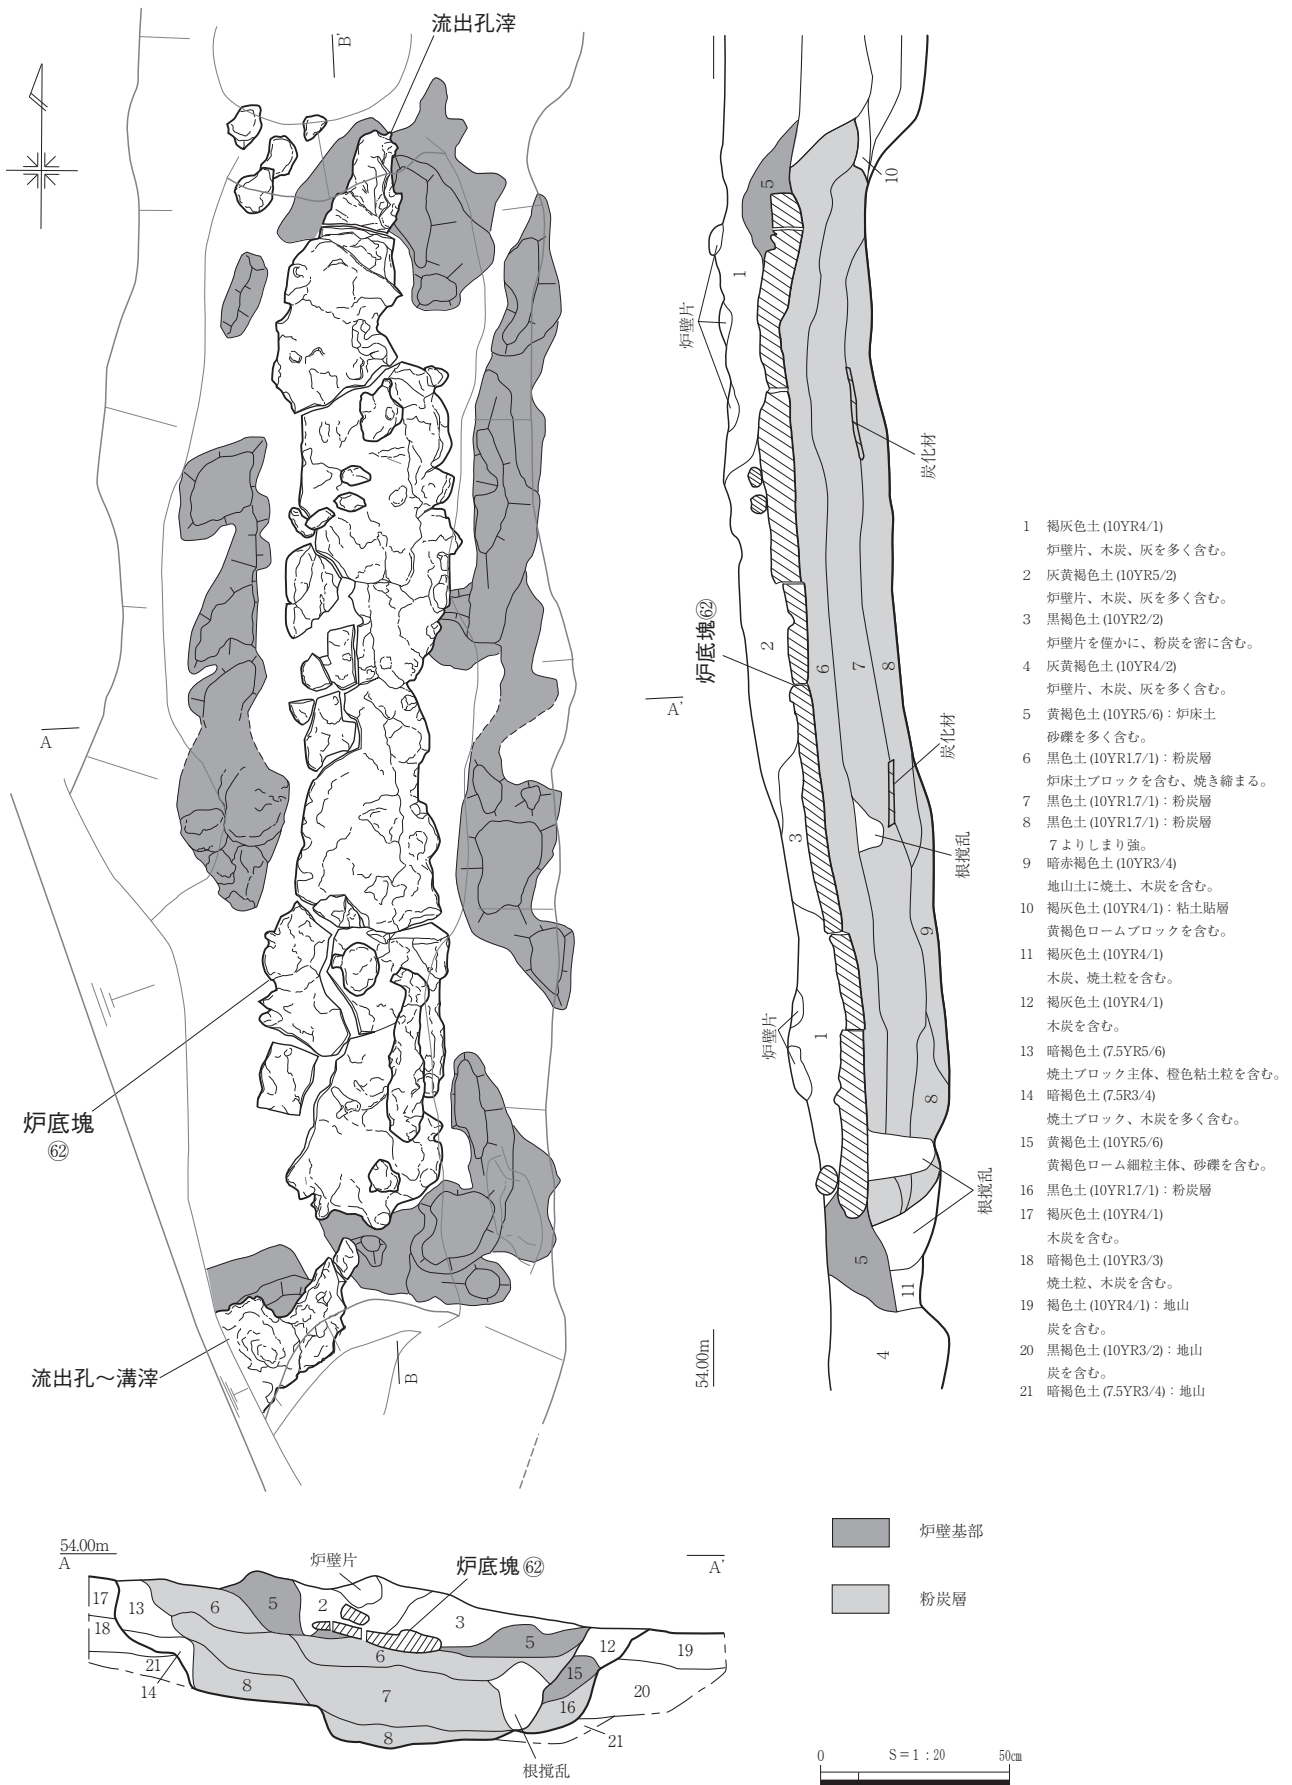 流出孔滓
B'
A
A'
炉底塊
㉒
流出孔～溝滓
B
5
10
1
炉壁片
炭化材
炉底塊㉒
2
6
7
8
炭化材
3
根撹乱
9
炉壁片
1
8
根撹乱
5
11
4
54.00m
1 褐灰色土(10YR4/1)
炉壁片、木炭、灰を多く含む。
2 灰黄褐色土(10YR5/2)
炉壁片、木炭、灰を多く含む。
3 黒褐色土(10YR2/2)
炉壁片を僅かに、粉炭を密に含む。
4 灰黄褐色土(10YR4/2)
炉壁片、木炭、灰を多く含む。
5 黄褐色土(10YR5/6)：炉床土
砂礫を多く含む。
6 黒色土(10YR1.7/1)：粉炭層
炉床土ブロックを含む、焼き締まる。
7 黒色土(10YR1.7/1)：粉炭層
8 黒色土(10YR1.7/1)：粉炭層
７よりしまり強。
9 暗赤褐色土(10YR3/4)
地山土に焼土、木炭を含む。
10 褐灰色土(10YR4/1)：粘土貼層
黄褐色ロームブロックを含む。
11 褐灰色土(10YR4/1)
木炭、焼土粒を含む。
12 褐灰色土(10YR4/1)
木炭を含む。
13 暗褐色土(7.5YR5/6)
焼土ブロック主体、橙色粘土粒を含む。
14 暗褐色土(7.5R3/4)
焼土ブロック、木炭を多く含む。
15 黄褐色土(10YR5/6)
黄褐色ローム細粒主体、砂礫を含む。
16 黒色土(10YR1.7/1)：粉炭層
17 褐灰色土(10YR4/1)
木炭を含む。
18 暗褐色土(10YR3/3)
焼土粒、木炭を含む。
19 褐色土(10YR4/1)：地山
炭を含む。
20 黒褐色土(10YR3/2)：地山
炭を含む。
21 暗褐色土(7.5YR3/4)：地山
炉壁基部
粉炭層
54.00m
A
炉壁片
炉底塊㉒
A'
17
13
6
5
2
3
18
5
12
19
21
6
15
14
8
7
16
20
8
21
根撹乱
0 S＝1：20 50㎝